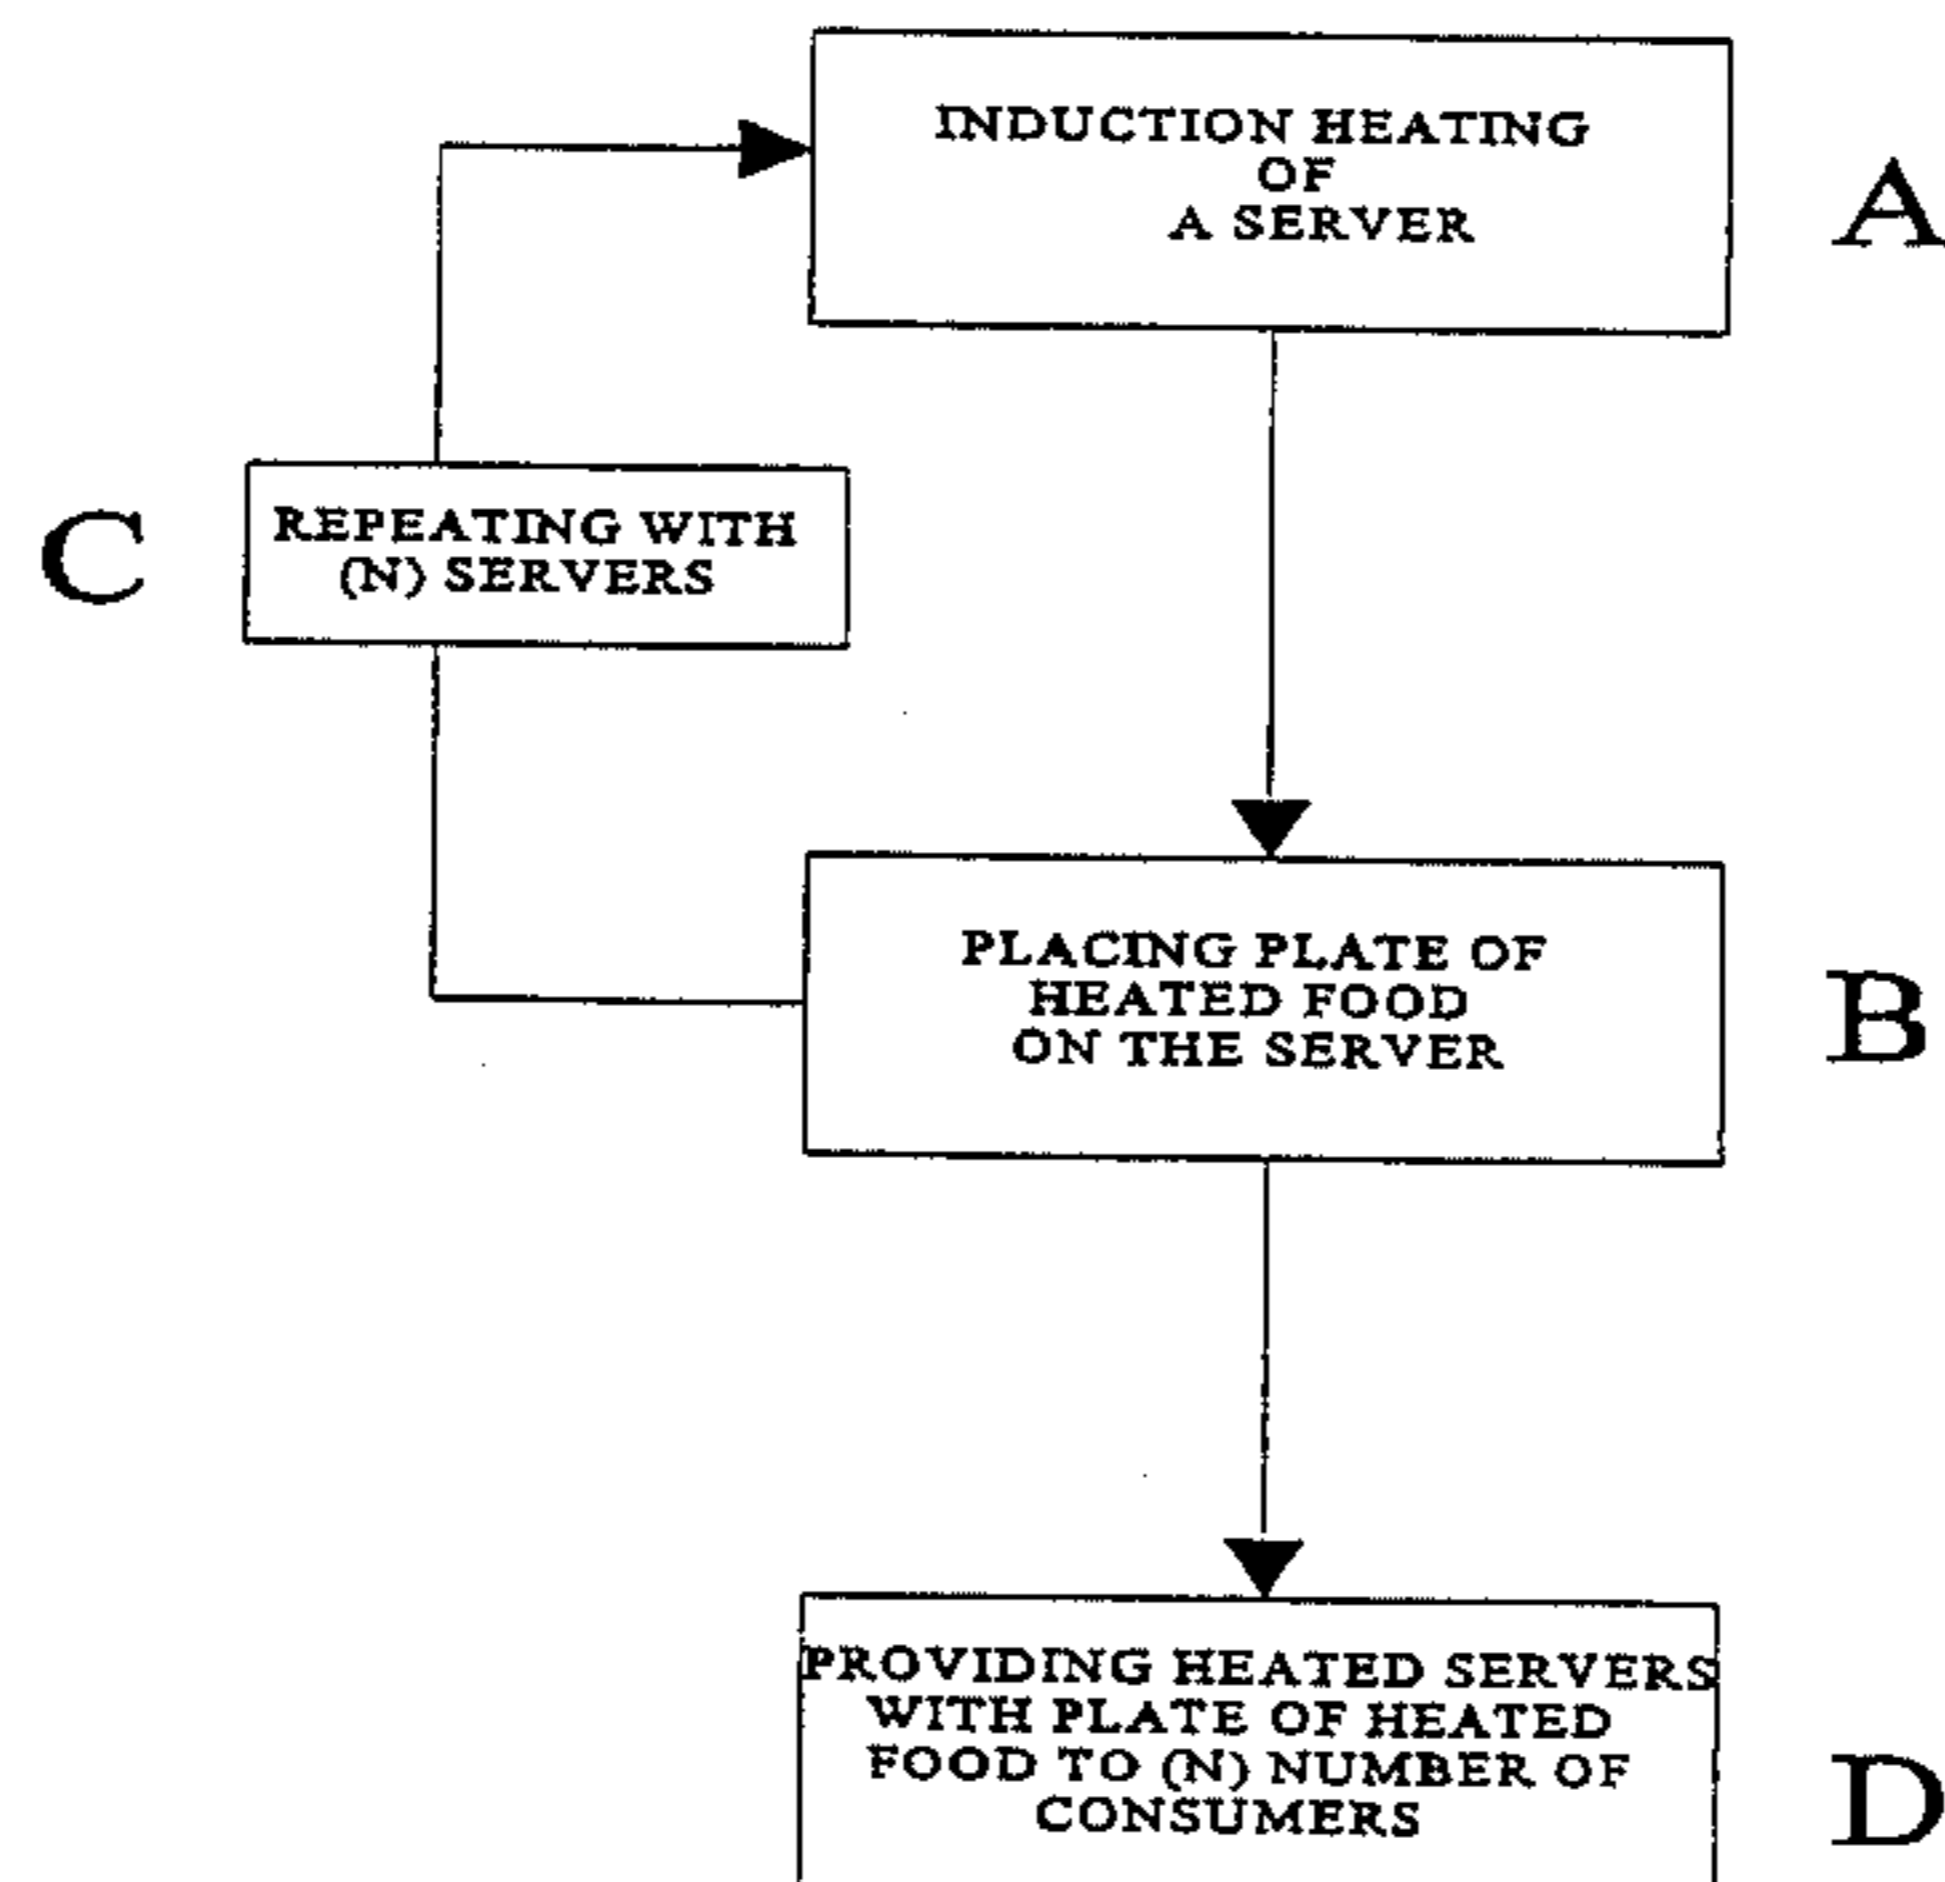 INDUCTION HEATING
OF
A SERVER
A
C
REPEATING WITH
(N) SERVERS
PLACING PLATE OF
HEATED FOOD
ON THE SERVER
B
PROVIDING HEATED SERVERS
WITH PLATE OF HEATED
FOOD TO (N) NUMBER OF
CONSUMERS
D